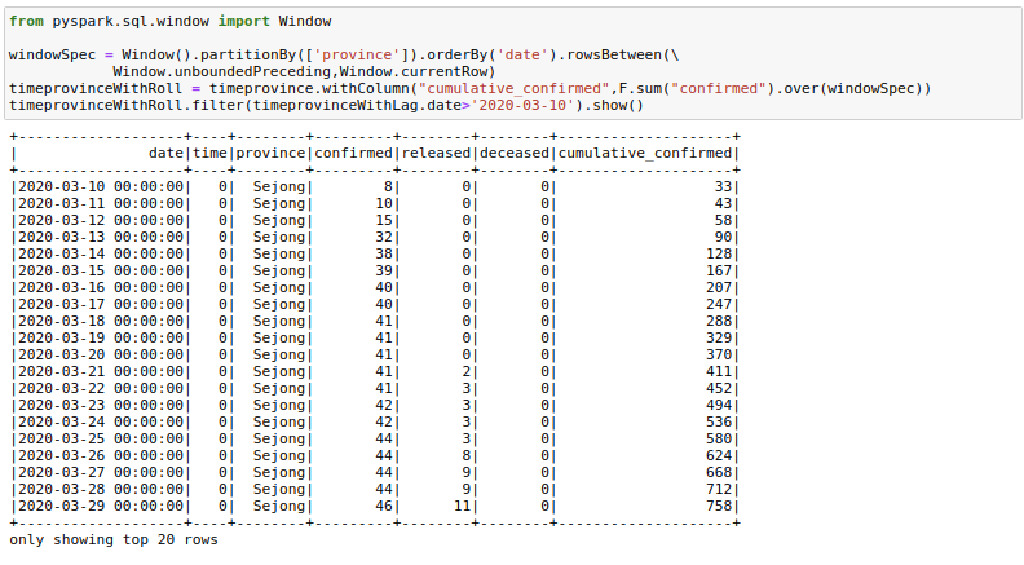 from pyspark.sql.window import Window
windowSpec = Window().partitionBy(['province']).orderBy('date').rowsBetween(\
            Window.unboundedPreceding,Window.currentRow)
timeprovinceWithRoll = timeprovince.withColumn("cumulative_confirmed",F.sum("confirmed").over(windowSpec))
timeprovinceWithRoll.filter(timeprovinceWithLag.date>'2020-03-10').show()
+-------------------+----+--------+---------+--------+--------+--------------------+
|               date|time|province|confirmed|released|deceased|cumulative_confirmed|
+-------------------+----+--------+---------+--------+--------+--------------------+
|2020-03-10 00:00:00|   0|  Sejong|        8|       0|       0|                  33|
|2020-03-11 00:00:00|   0|  Sejong|       10|       0|       0|                  43|
|2020-03-12 00:00:00|   0|  Sejong|       15|       0|       0|                  58|
|2020-03-13 00:00:00|   0|  Sejong|       32|       0|       0|                  90|
|2020-03-14 00:00:00|   0|  Sejong|       38|       0|       0|                 128|
|2020-03-15 00:00:00|   0|  Sejong|       39|       0|       0|                 167|
|2020-03-16 00:00:00|   0|  Sejong|       40|       0|       0|                 207|
|2020-03-17 00:00:00|   0|  Sejong|       40|       0|       0|                 247|
|2020-03-18 00:00:00|   0|  Sejong|       41|       0|       0|                 288|
|2020-03-19 00:00:00|   0|  Sejong|       41|       0|       0|                 329|
|2020-03-20 00:00:00|   0|  Sejong|       41|       0|       0|                 370|
|2020-03-21 00:00:00|   0|  Sejong|       41|       2|       0|                 411|
|2020-03-22 00:00:00|   0|  Sejong|       41|       3|       0|                 452|
|2020-03-23 00:00:00|   0|  Sejong|       42|       3|       0|                 494|
|2020-03-24 00:00:00|   0|  Sejong|       42|       3|       0|                 536|
|2020-03-25 00:00:00|   0|  Sejong|       44|       3|       0|                 580|
|2020-03-26 00:00:00|   0|  Sejong|       44|       8|       0|                 624|
|2020-03-27 00:00:00|   0|  Sejong|       44|       9|       0|                 668|
|2020-03-28 00:00:00|   0|  Sejong|       44|       9|       0|                 712|
|2020-03-29 00:00:00|   0|  Sejong|       46|      11|       0|                 758|
+-------------------+----+--------+---------+--------+--------+--------------------+
only showing top 20 rows